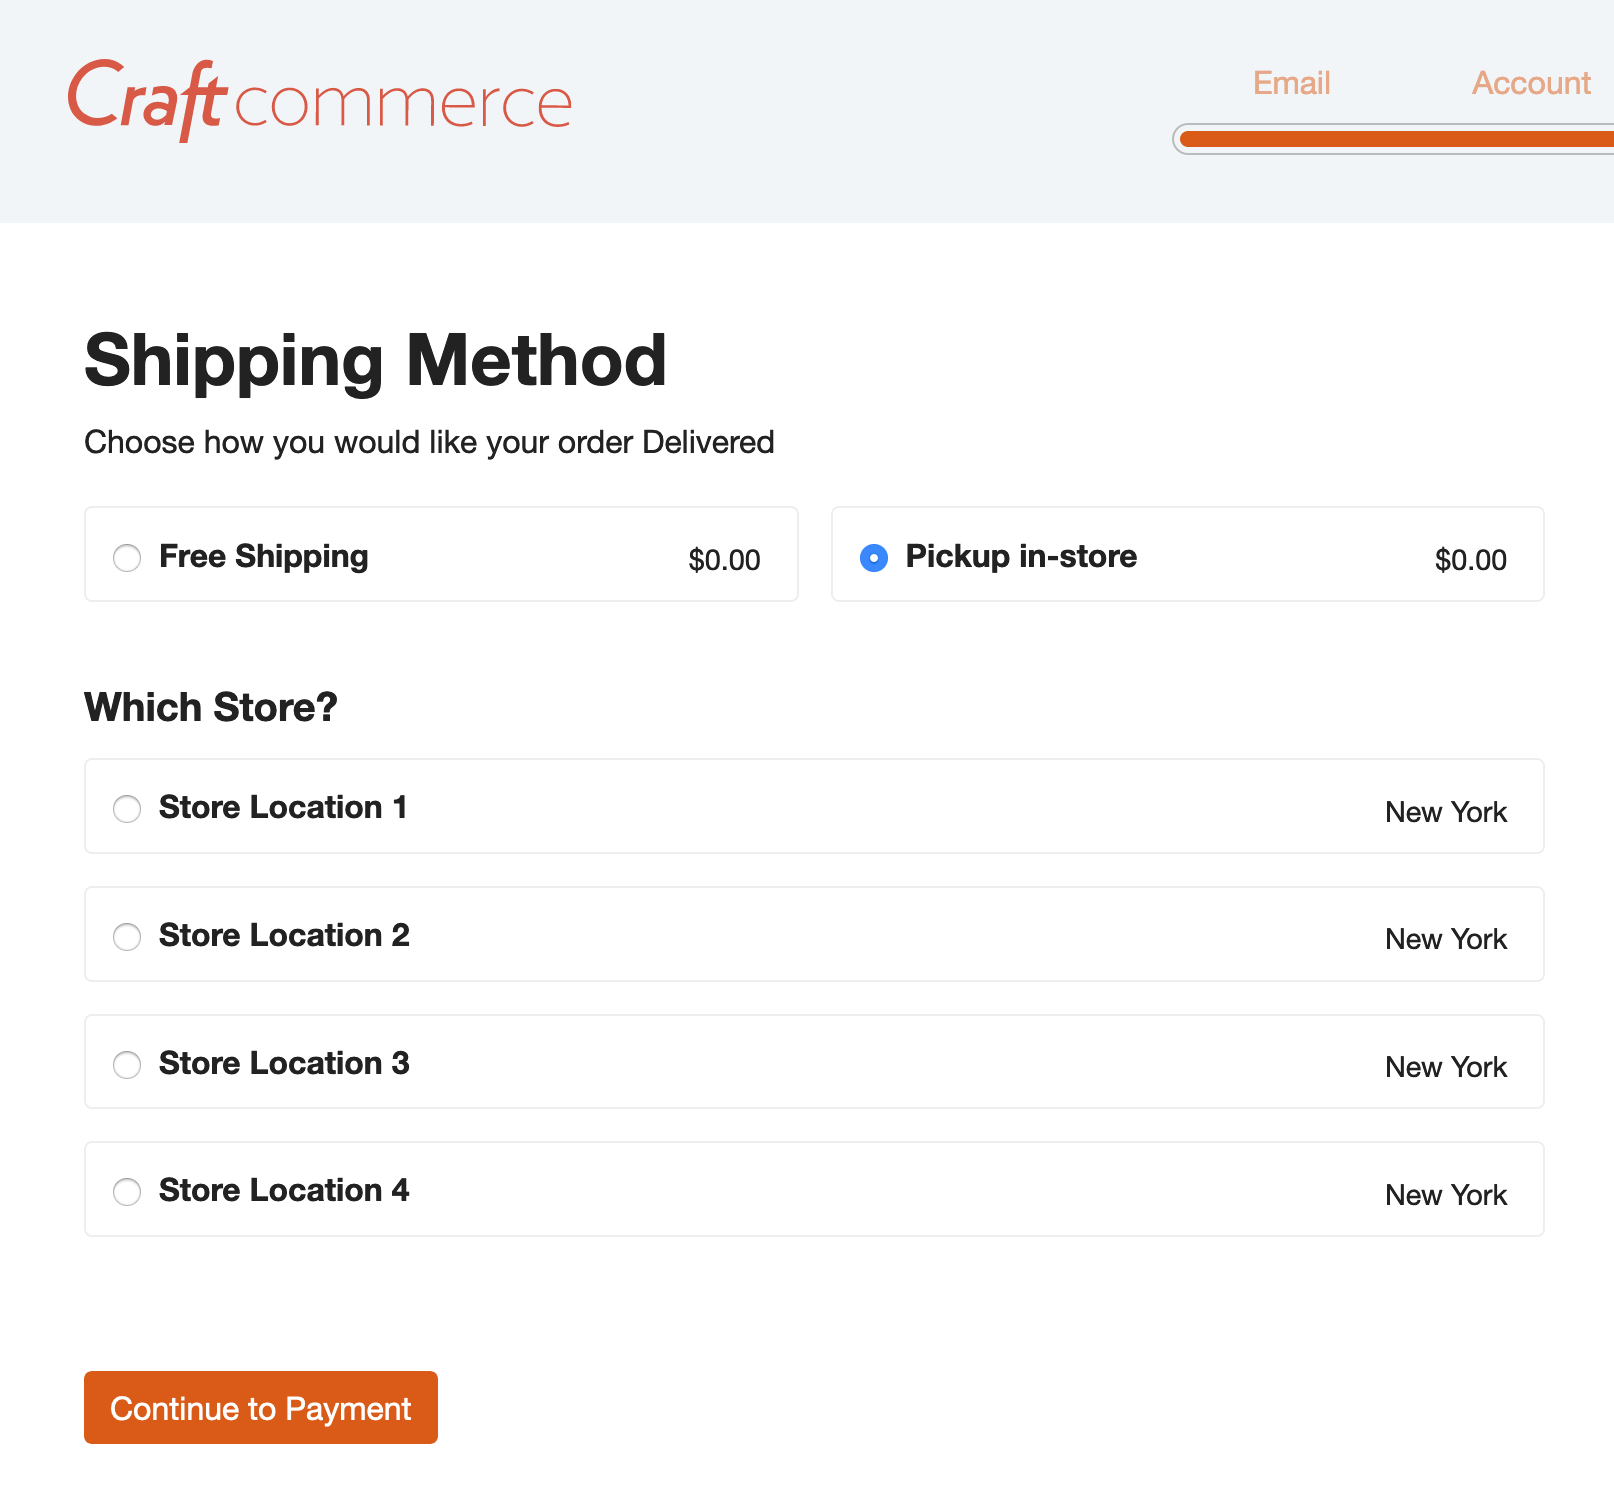 Craft commerce
Email Account
Shipping Method
Choose how you would like your order Delivered
Free Shipping $0.00
Pickup in-store $0.00
Which Store?
Store Location 1 New York
Store Location 2 New York
Store Location 3 New York
Store Location 4 New York
Continue to Payment